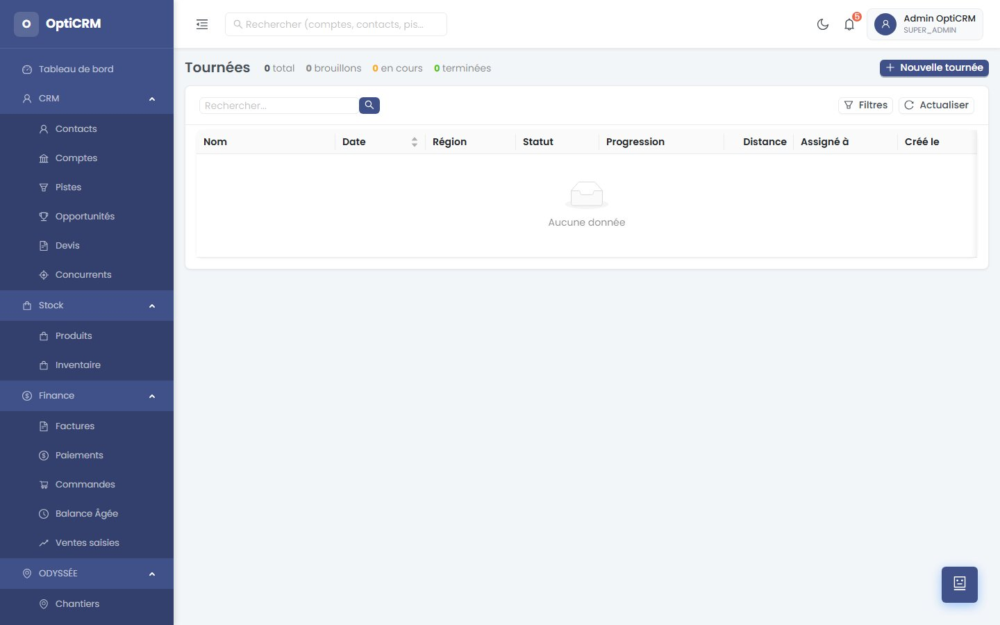 O OptiCRM
Rechercher (comptes, contacts, pis...
5
Admin OptiCRM
SUPER_ADMIN
Tableau de bord
CRM
Contacts
Comptes
Pistes
Opportunités
Devis
Concurrents
Stock
Produits
Inventaire
Finance
Factures
Paiements
Commandes
Balance Âgée
Ventes saisies
ODYSSÉE
Chantiers
Tournées 0 total 0 brouillons 0 en cours 0 terminées
Nouvelle tournée
Rechercher...
Filtres Actualiser
Nom Date Région Statut Progression Distance Assigné à Créé le
Aucune donnée